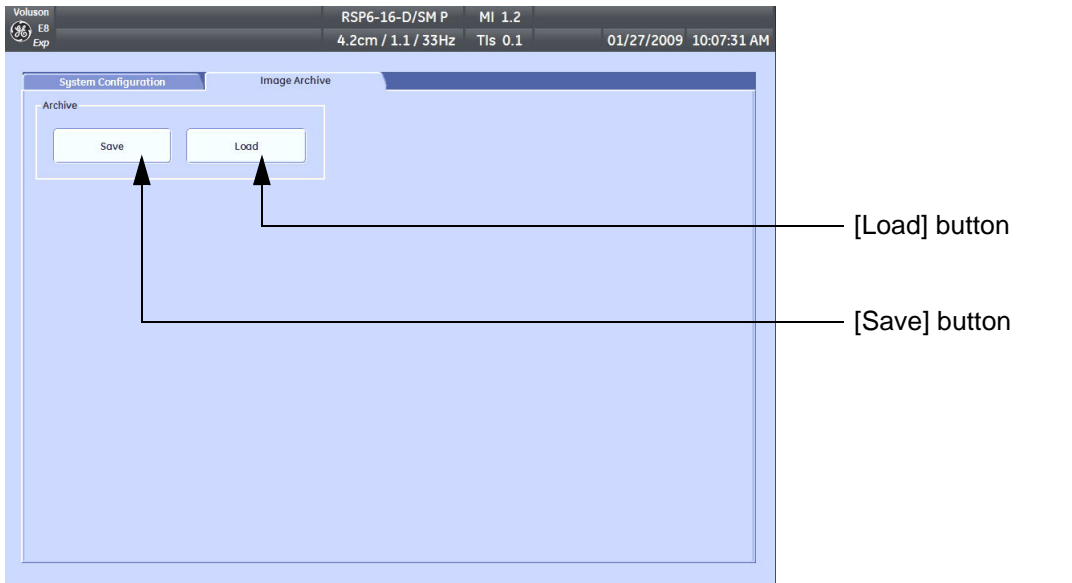 Voluson
E8
Exp
RSP6-16-D/SM P MI 1.2
4.2cm / 1.1 / 33Hz TIs 0.1 01/27/2009 10:07:31 AM
System Configuration Image Archive
Archive
Save Load
[Load] button
[Save] button